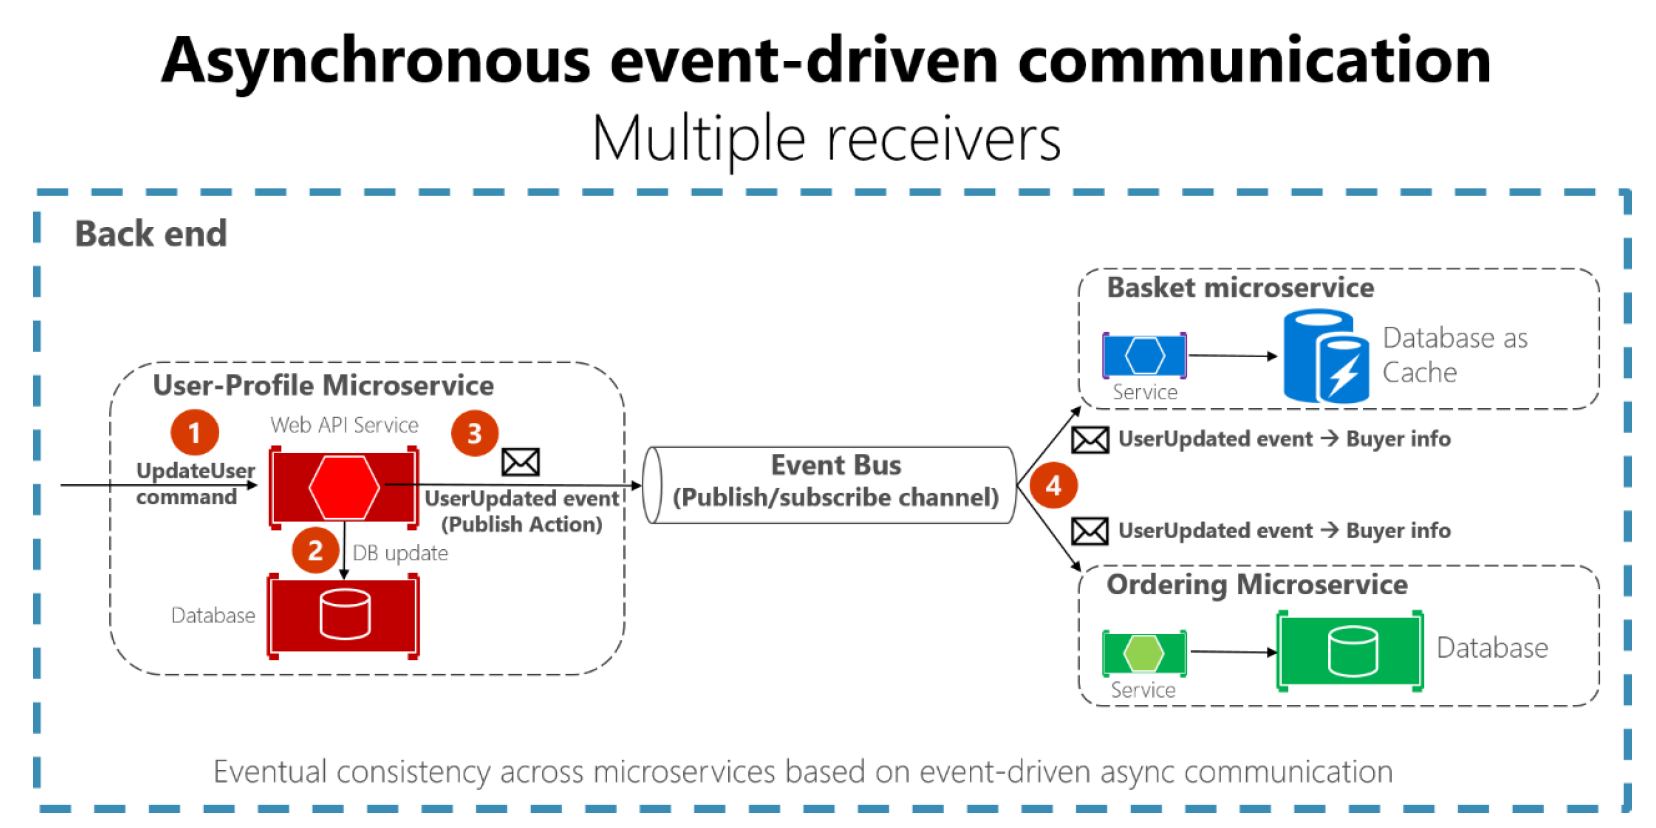 Asynchronous event-driven communication
Multiple receivers
Back end
User-Profile Microservice
1
Web API Service
3
UpdateUser
command
UserUpdated event
(Publish Action)
2
DB update
Database
Event Bus
(Publish/subscribe channel)
4
Basket microservice
Service
Database as
Cache
UserUpdated event → Buyer info
UserUpdated event → Buyer info
Ordering Microservice
Service
Database
Eventual consistency across microservices based on event-driven async communication